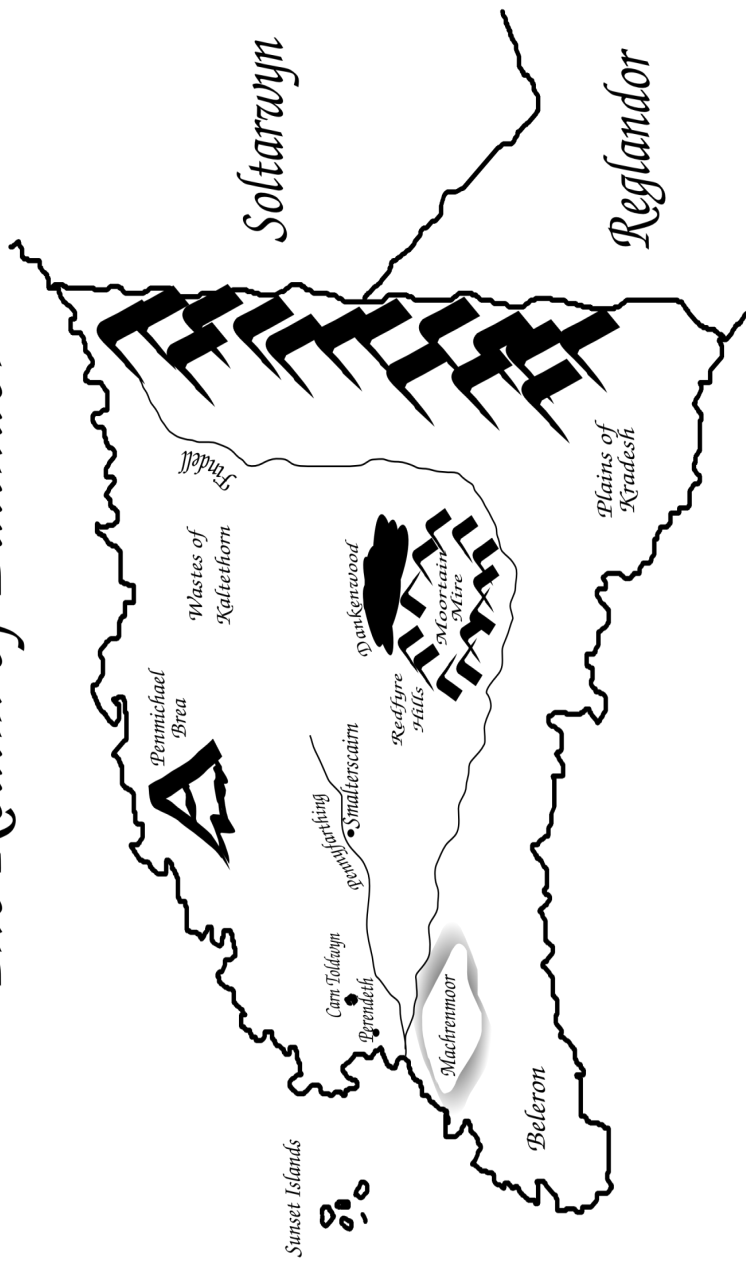 The Realm of
Penmichael
Brea
Wastes of
Kaltethorn
Findell
Soltarwyn
Sunset Islands
Carn Toldwyn
Perendeth
Pennyfarthing
Smalterscairn
Dankenwood
Redfyre
Hills
Moortain
Mire
Machrenmoor
Beleron
Plains of
Kradesh
Reglandor